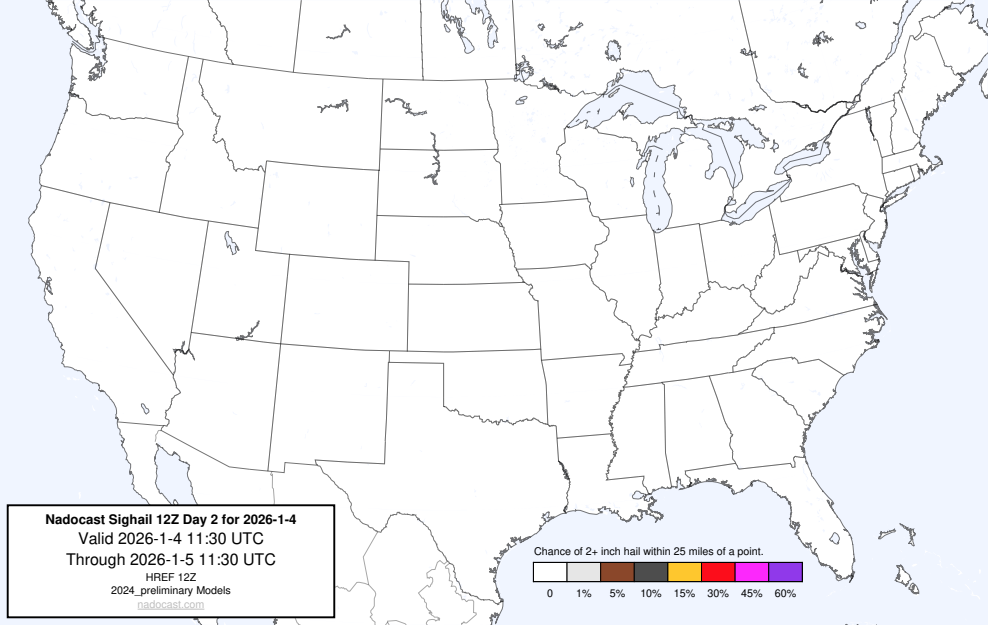 Nadocast Sighail 12Z Day 2 for 2026-1-4
Valid 2026-1-4 11:30 UTC
Through 2026-1-5 11:30 UTC
HREF 12Z
2024_preliminary Models
nadocast.com
Chance of 2+ inch hail within 25 miles of a point.
0 1% 5% 10% 15% 30% 45% 60%